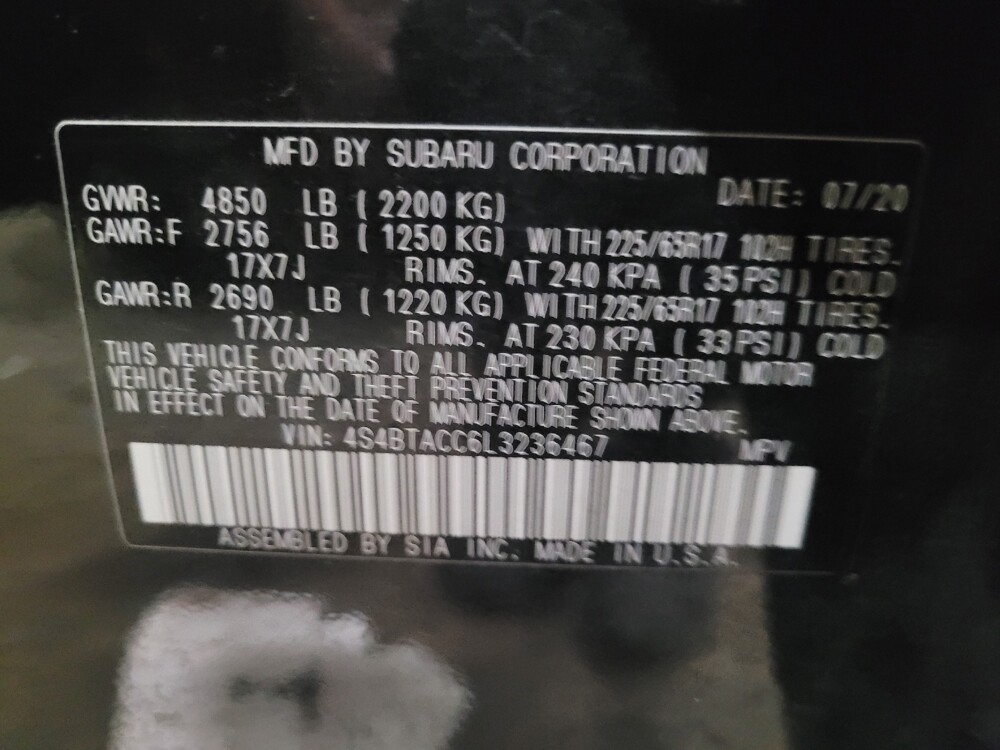 MFD BY SUBARU CORPORATION
DATE: 07/20
GVWR: 4850 LB ( 2200 KG)
GAWR:F 2756 LB ( 1250 KG) WITH 225/65R17 102H TIRES.
17X7J RIMS. AT 240 KPA ( 35PSI) COLD
GAWR:R 2690 LB ( 1220 KG) WITH 225/65R17 102H TIRES.
17X7J RIMS. AT 230 KPA ( 33PSI) COLD
THIS VEHICLE CONFORMS TO ALL APPLICABLE FEDERAL MOTOR
VEHICLE SAFETY AND THEFT PREVENTION STANDARDS
IN EFFECT ON THE DATE OF MANUFACTURE SHOWN ABOVE.
VIN: 4S4BTACC6L3236467 MPV
ASSEMBLED BY SIA INC. MADE IN U.S.A.